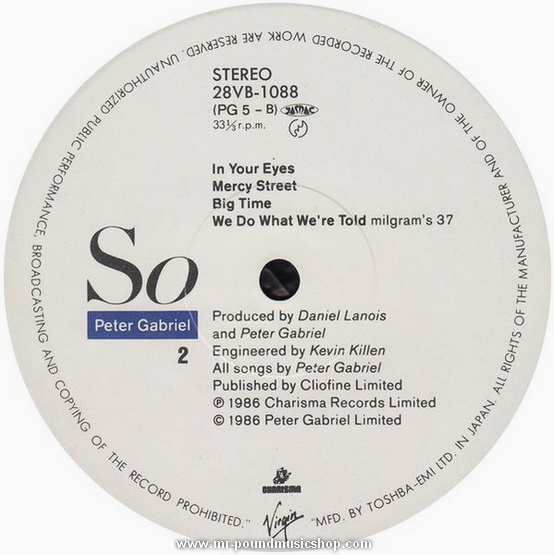 STEREO
28VB-1088
(PG 5 – B) JASRAC
33⅓ r.p.m.
In Your Eyes
Mercy Street
Big Time
We Do What We're Told milgram's 37
So
Peter Gabriel
2
Produced by Daniel Lanois
and Peter Gabriel
Engineered by Kevin Killen
All songs by Peter Gabriel
Published by Cliofine Limited
℗ 1986 Charisma Records Limited
© 1986 Peter Gabriel Limited
CHARISMA
Virgin
"MFD. BY TOSHBA-EMI LTD. IN JAPAN. ALL RIGHTS OF THE MANUFACTURER AND OF THE OWNER OF THE RECORDED WORK ARE RESERVED. UNAUTHORIZED PUBLIC PERFORMANCE, BROADCASTING AND COPYING OF THE RECORD PROHIBITED."
www.mr-poundmusicshop.com